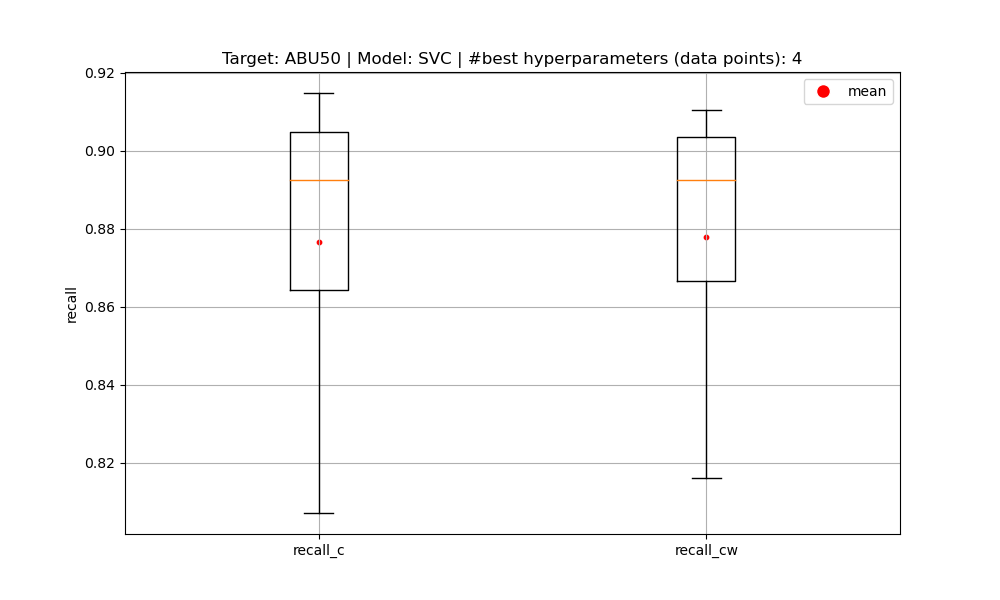 Target: ABU50 | Model: SVC | #best hyperparameters (data points): 4
mean
0.92
0.90
0.88
0.86
0.84
0.82
recall
recall_c
recall_cw